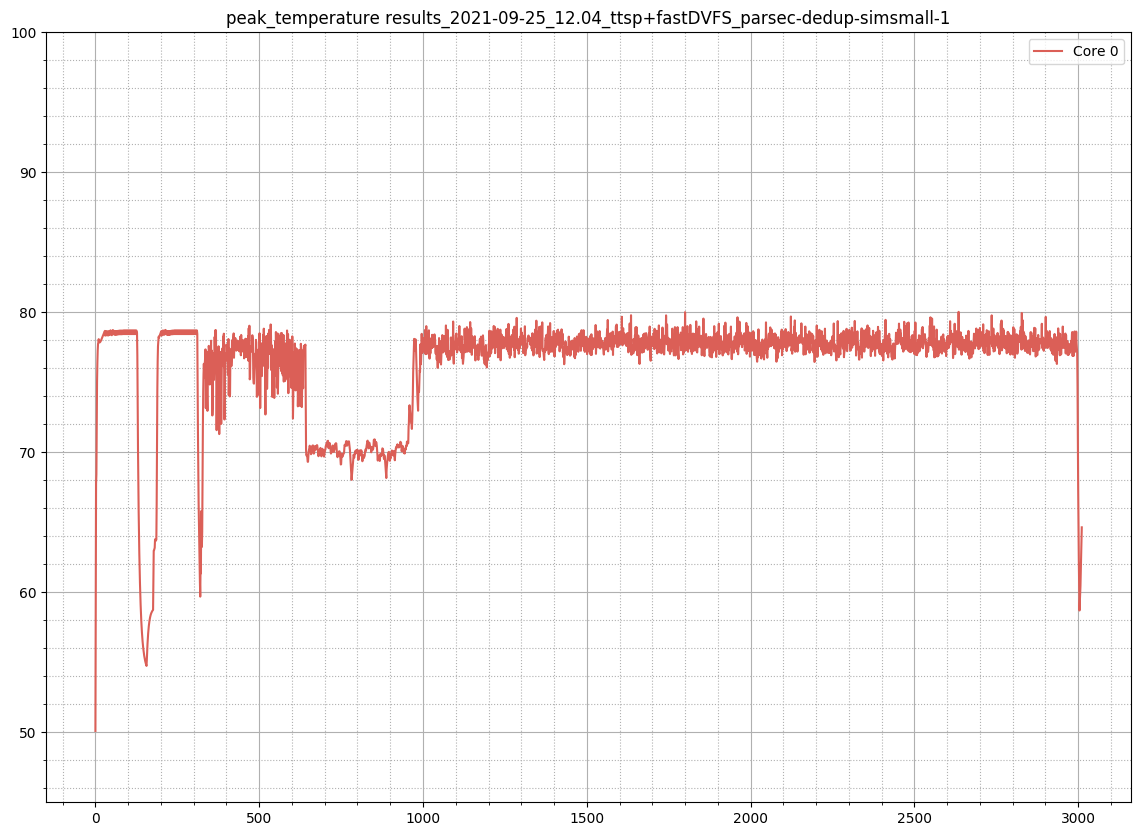 peak_temperature results_2021-09-25_12.04_ttsp+fastDVFS_parsec-dedup-simsmall-1
Core 0
100
90
80
70
60
50
0 500 1000 1500 2000 2500 3000